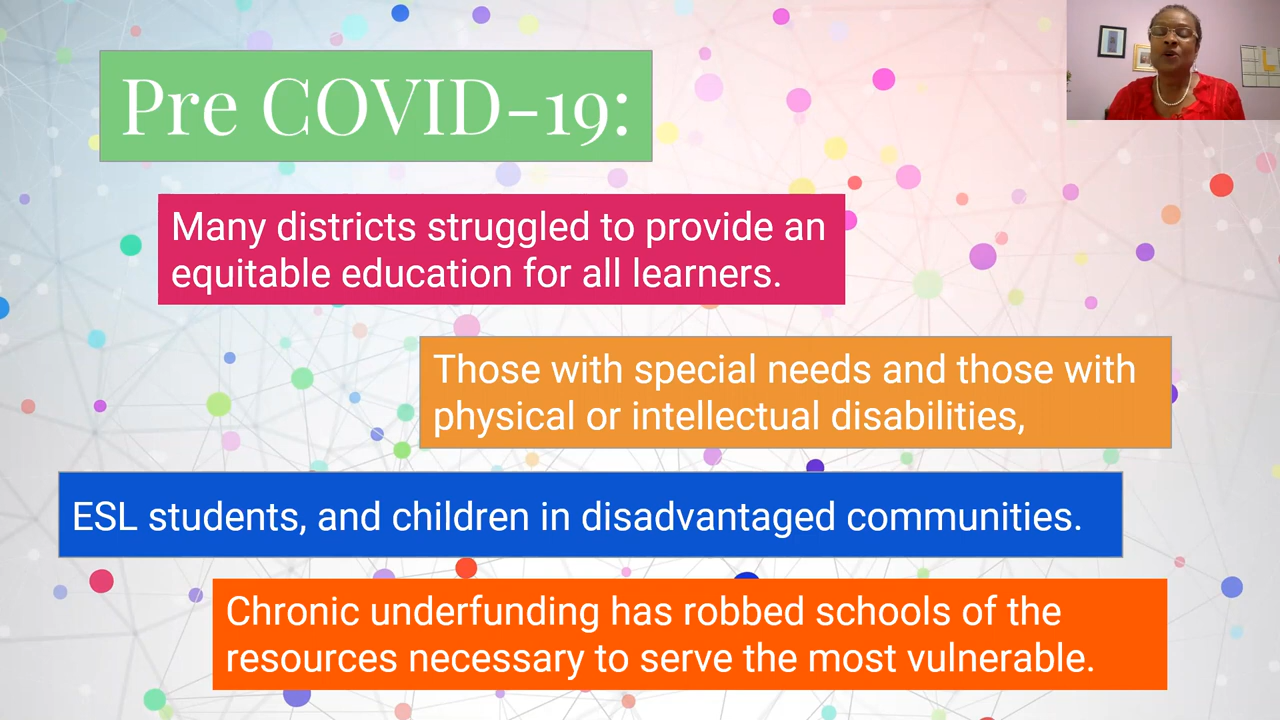 Pre COVID-19:
Many districts struggled to provide an
equitable education for all learners.
Those with special needs and those with
physical or intellectual disabilities,
ESL students, and children in disadvantaged communities.
Chronic underfunding has robbed schools of the
resources necessary to serve the most vulnerable.